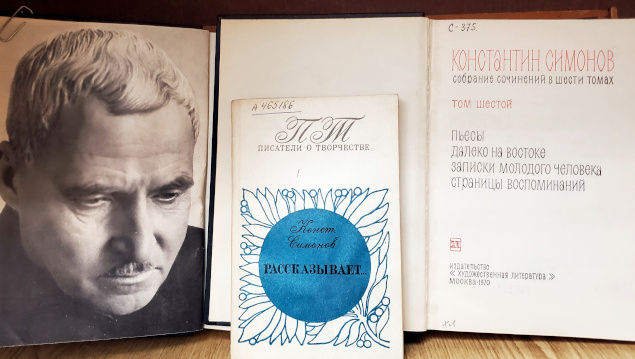 А 465186
ПТ
ПИСАТЕЛИ О ТВОРЧЕСТВЕ
Конст.
Симонов
РАССКАЗЫВАЕТ...
С-375.
КОНСТАНТИН СИМОНОВ
СОБРАНИЕ СОЧИНЕНИЙ В ШЕСТИ ТОМАХ
ТОМ ШЕСТОЙ
ПЬЕСЫ
ДАЛЕКО НА ВОСТОКЕ
ЗАПИСКИ МОЛОДОГО ЧЕЛОВЕКА
СТРАНИЦЫ ВОСПОМИНАНИЙ
ИЗДАТЕЛЬСТВО
«ХУДОЖЕСТВЕННАЯ ЛИТЕРАТУРА»
МОСКВА·1970